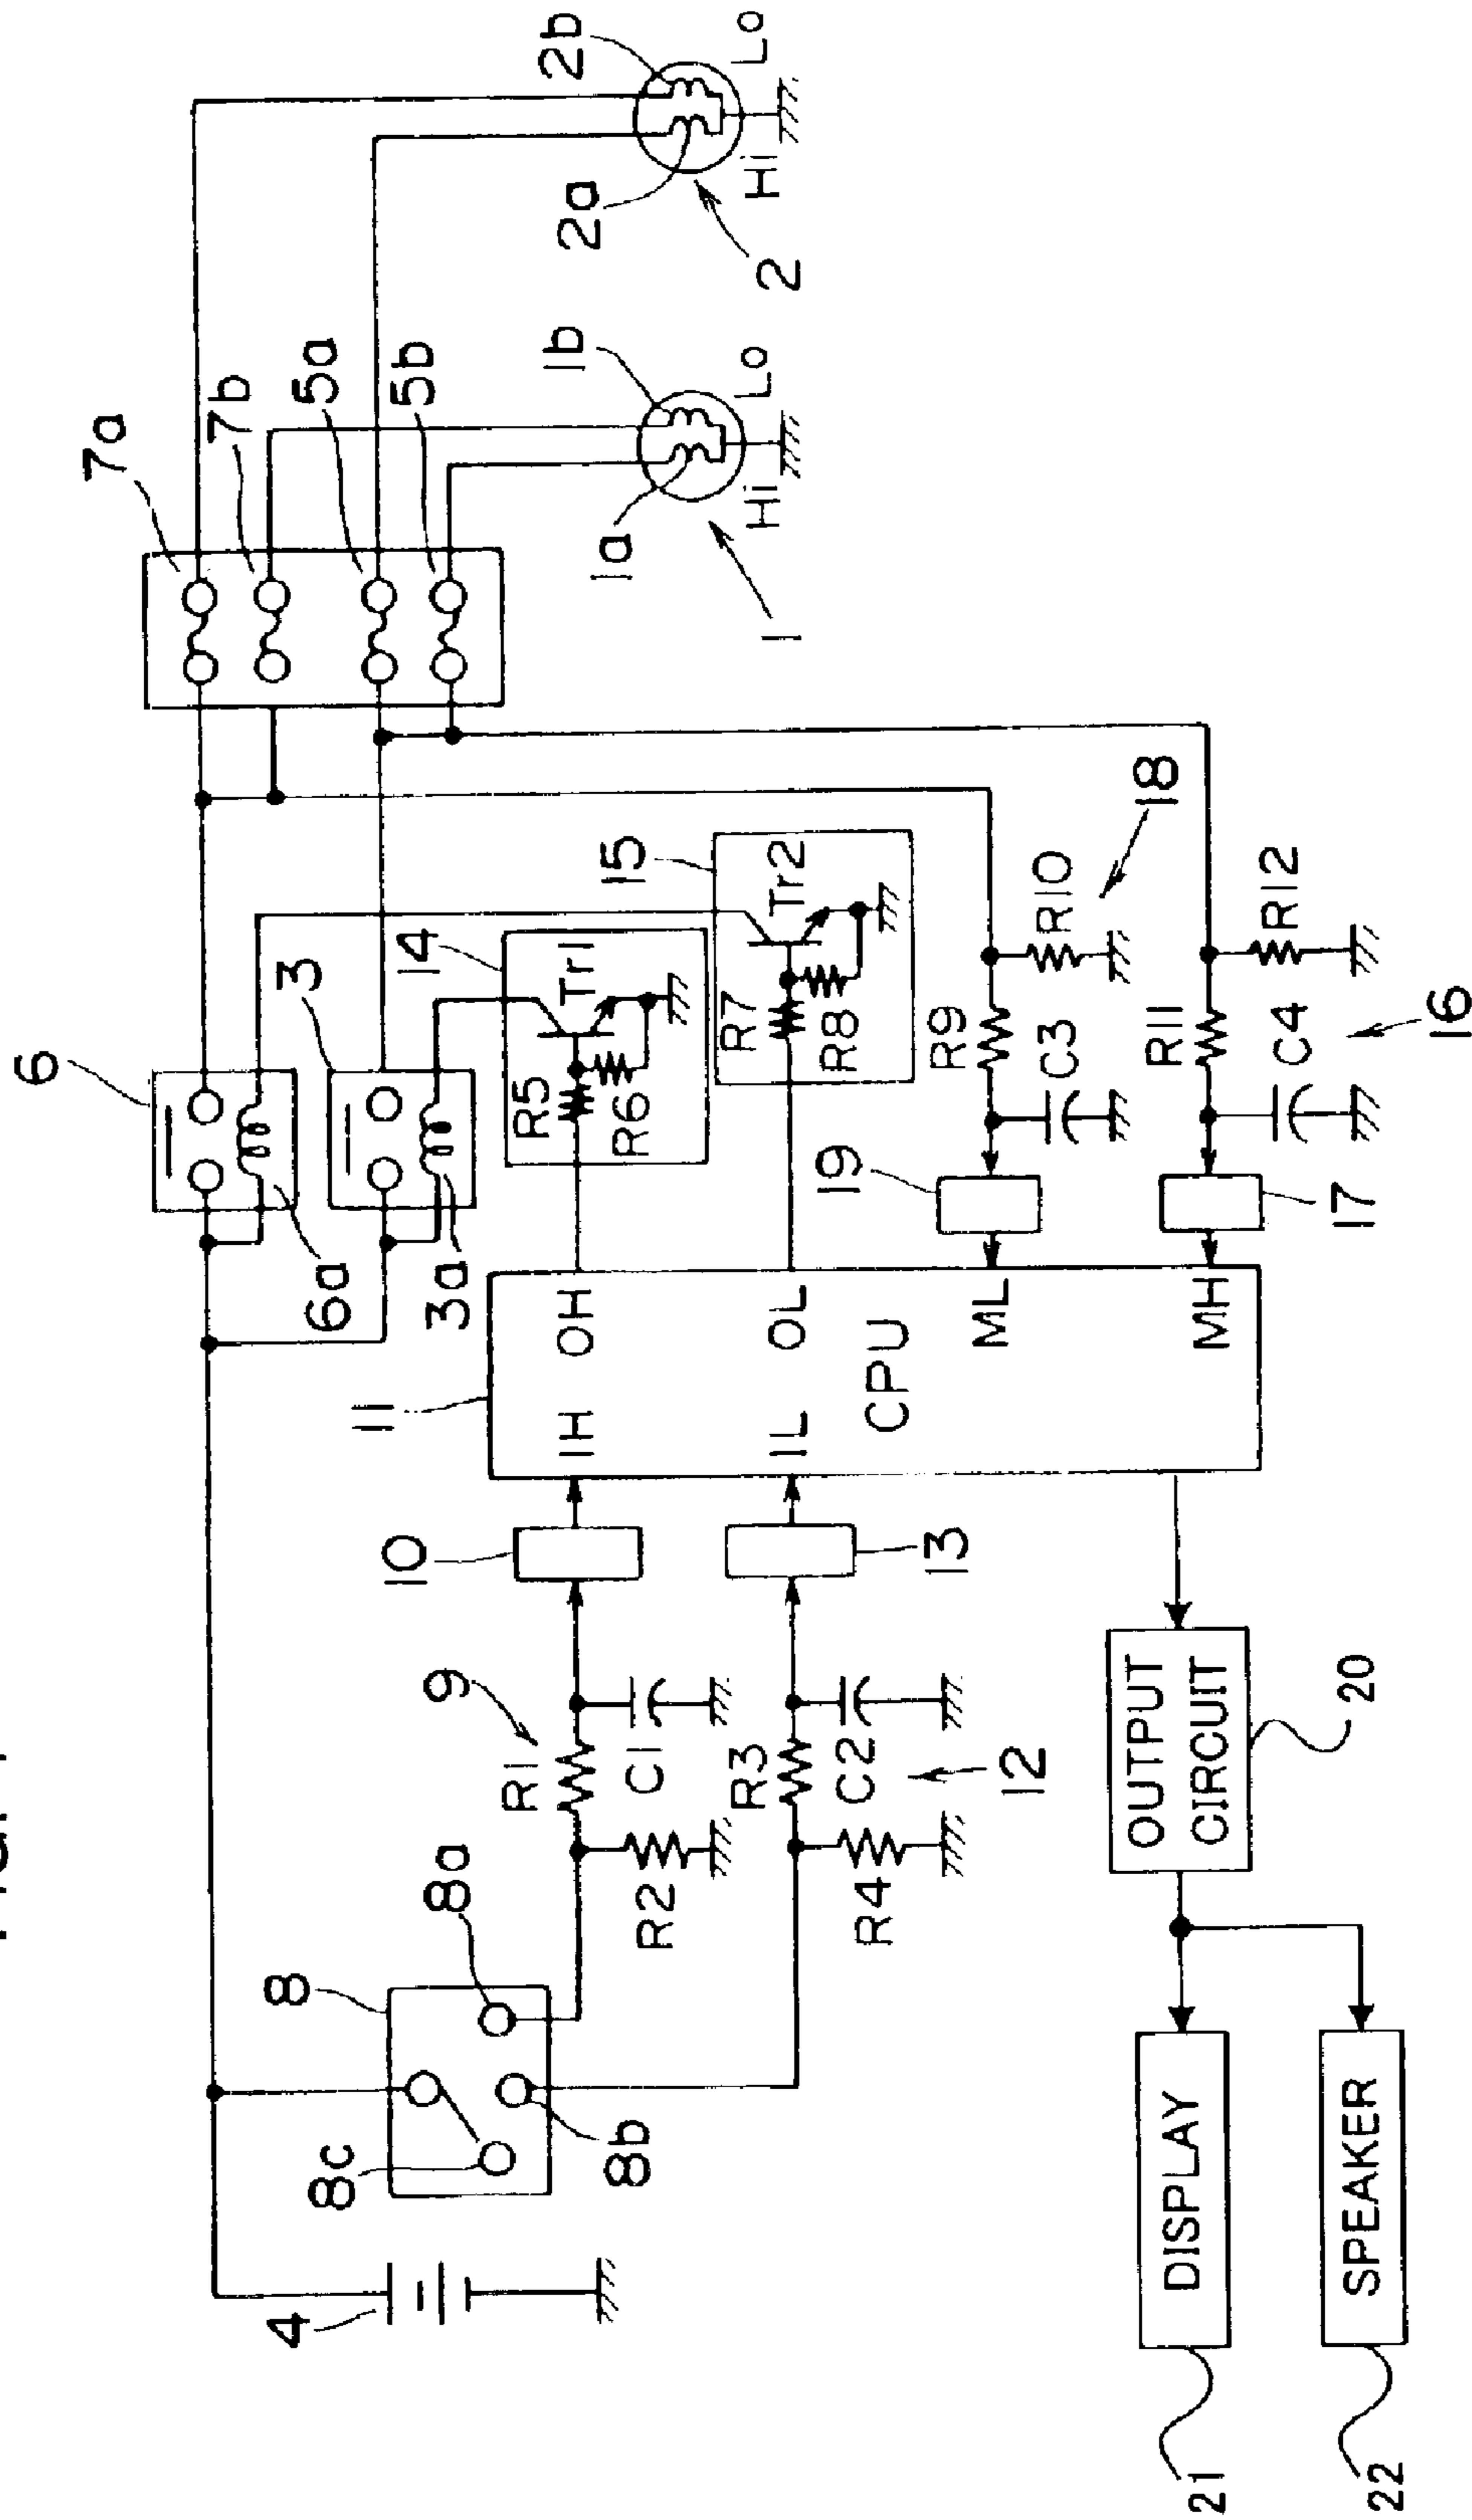 6
7a
7b
5a
5b
3
14
Tr1
15
Tr2
R5
R6
R7
R8
6a
3a
1b
1a
Hi
Lo
1
2b
2a
Hi
Lo
2
8
8a
8b
8c
4
9
R1
R2
C1
10
R3
R4
C2
12
13
11
IH OH
IL OL
CPU
ML
MH
19
R9
R10
C3
18
R11
R12
C4
16
17
OUTPUT
CIRCUIT
20
DISPLAY
21
SPEAKER
22